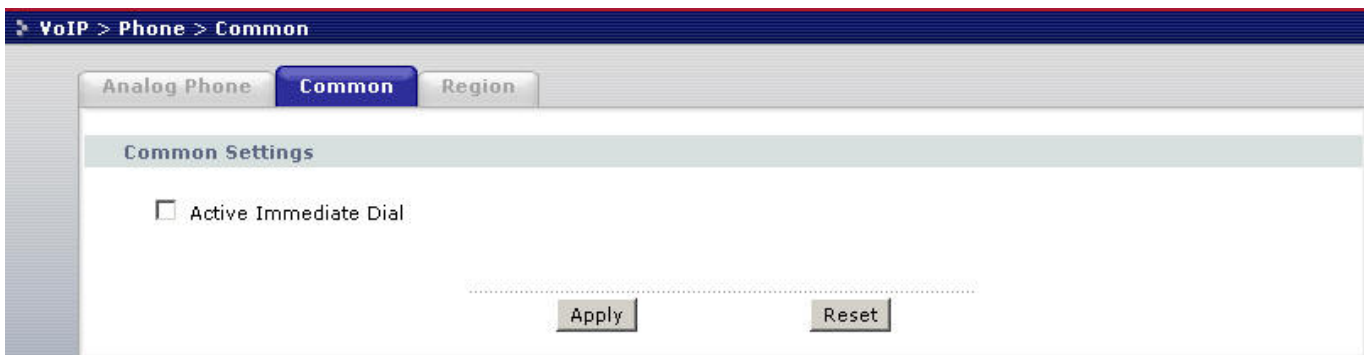 VoIP > Phone > Common
Analog Phone Common Region
Common Settings
Active Immediate Dial
Apply Reset